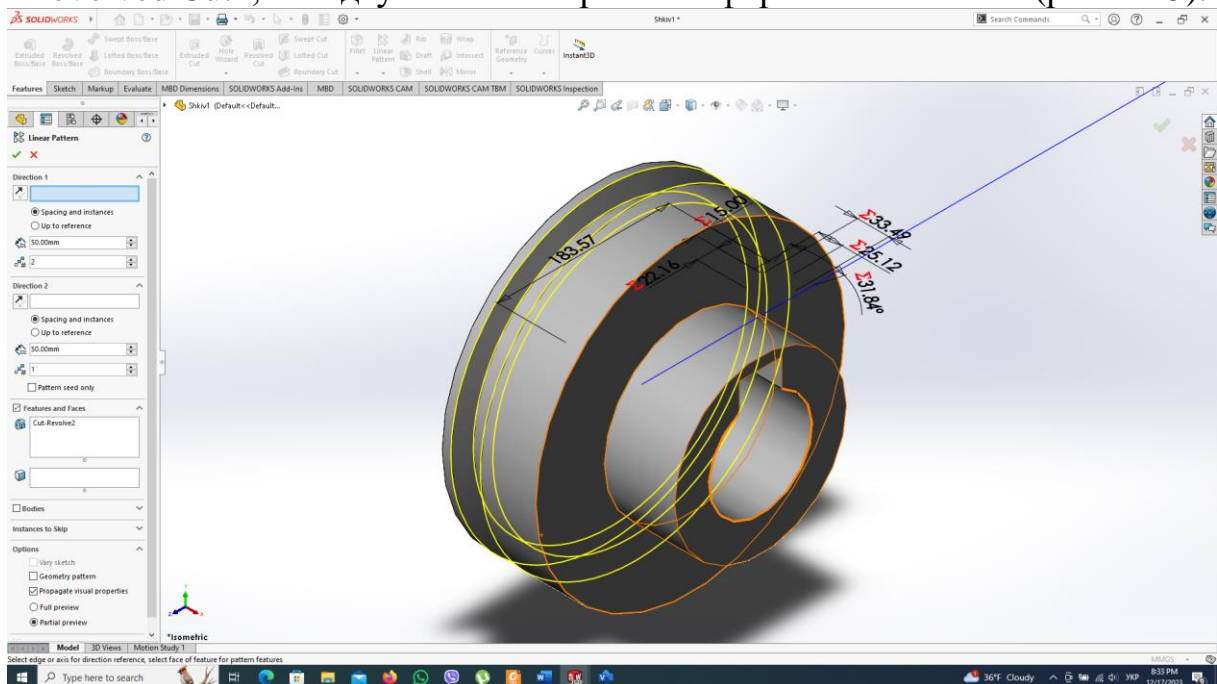 SOLIDWORKS
Shkiv1 *
Search Commands
Extruded Boss/Base
Revolved Boss/Base
Swept Boss/Base
Lofted Boss/Base
Boundary Boss/Base
Extruded Cut
Hole Wizard
Revolved Cut
Swept Cut
Lofted Cut
Boundary Cut
Fillet
Linear Pattern
Rib
Draft
Shell
Wrap
Intersect
Mirror
Reference Geometry
Curves
Instant3D
Features Sketch Markup Evaluate MBD Dimensions SOLIDWORKS Add-Ins MBD SOLIDWORKS CAM SOLIDWORKS CAM TBM SOLIDWORKS Inspection
Shkiv1 (Default<<Default...
Linear Pattern
Direction 1
Spacing and instances
Up to reference
50.00mm
2
Direction 2
Spacing and instances
Up to reference
50.00mm
1
Pattern seed only
Features and Faces
Cut-Revolve2
Bodies
Instances to Skip
Options
Vary sketch
Geometry pattern
Propagate visual properties
Full preview
Partial preview
183.57
Σ15.00
Σ22.16
Σ33.49
Σ25.12
Σ31.84°
*Isometric
Model 3D Views Motion Study 1
Select edge or axis for direction reference, select face of feature for pattern features
MMGS
Type here to search
36°F Cloudy
УКР
8:33 PM
12/17/2023